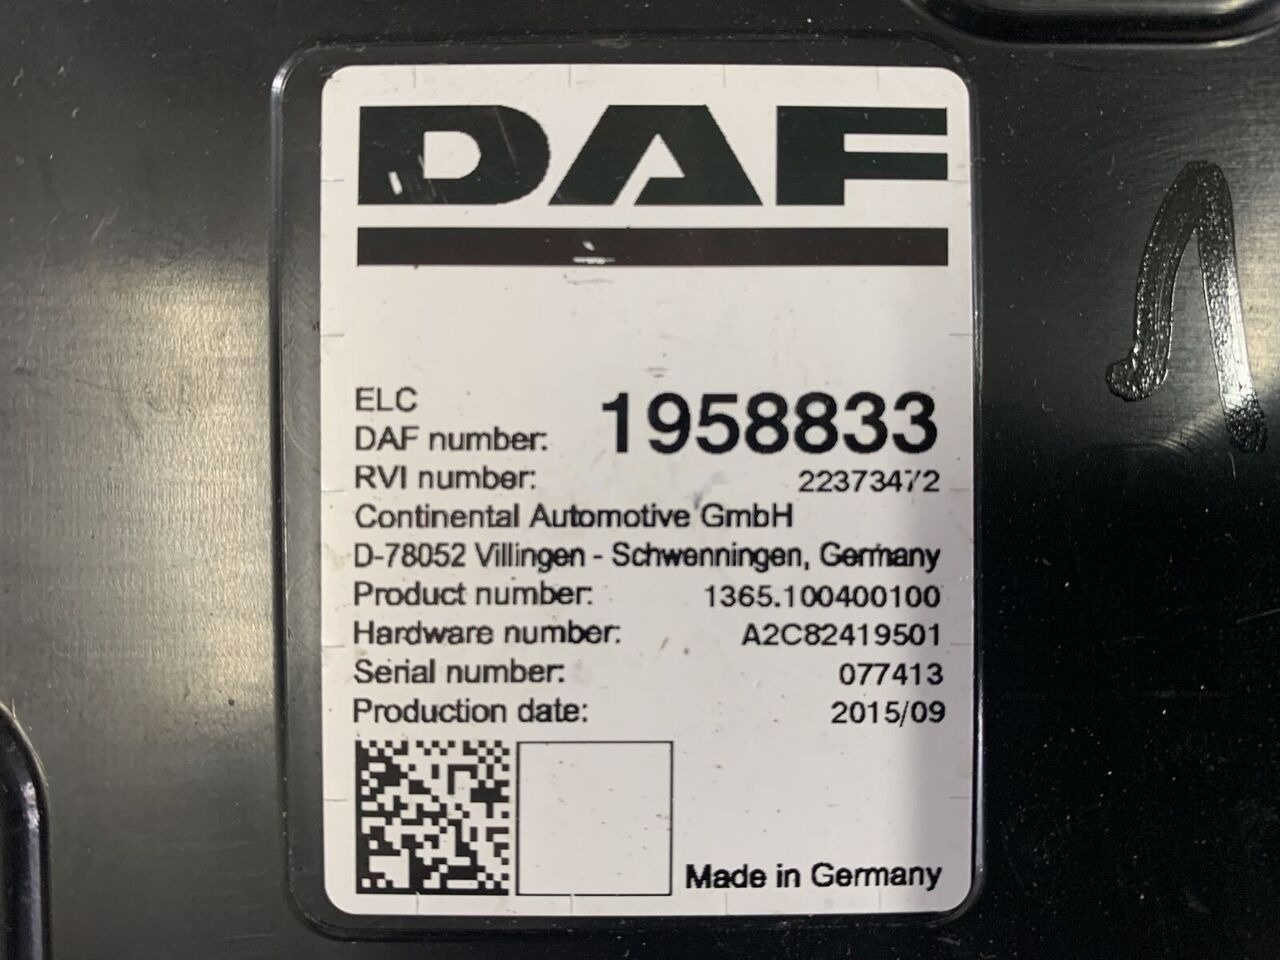 DAF
ELC
DAF number: 1958833
RVI number: 22373472
Continental Automotive GmbH
D-78052 Villingen - Schwenningen, Germany
Product number: 1365.100400100
Hardware number: A2C82419501
Serial number: 077413
Production date: 2015/09
Made in Germany